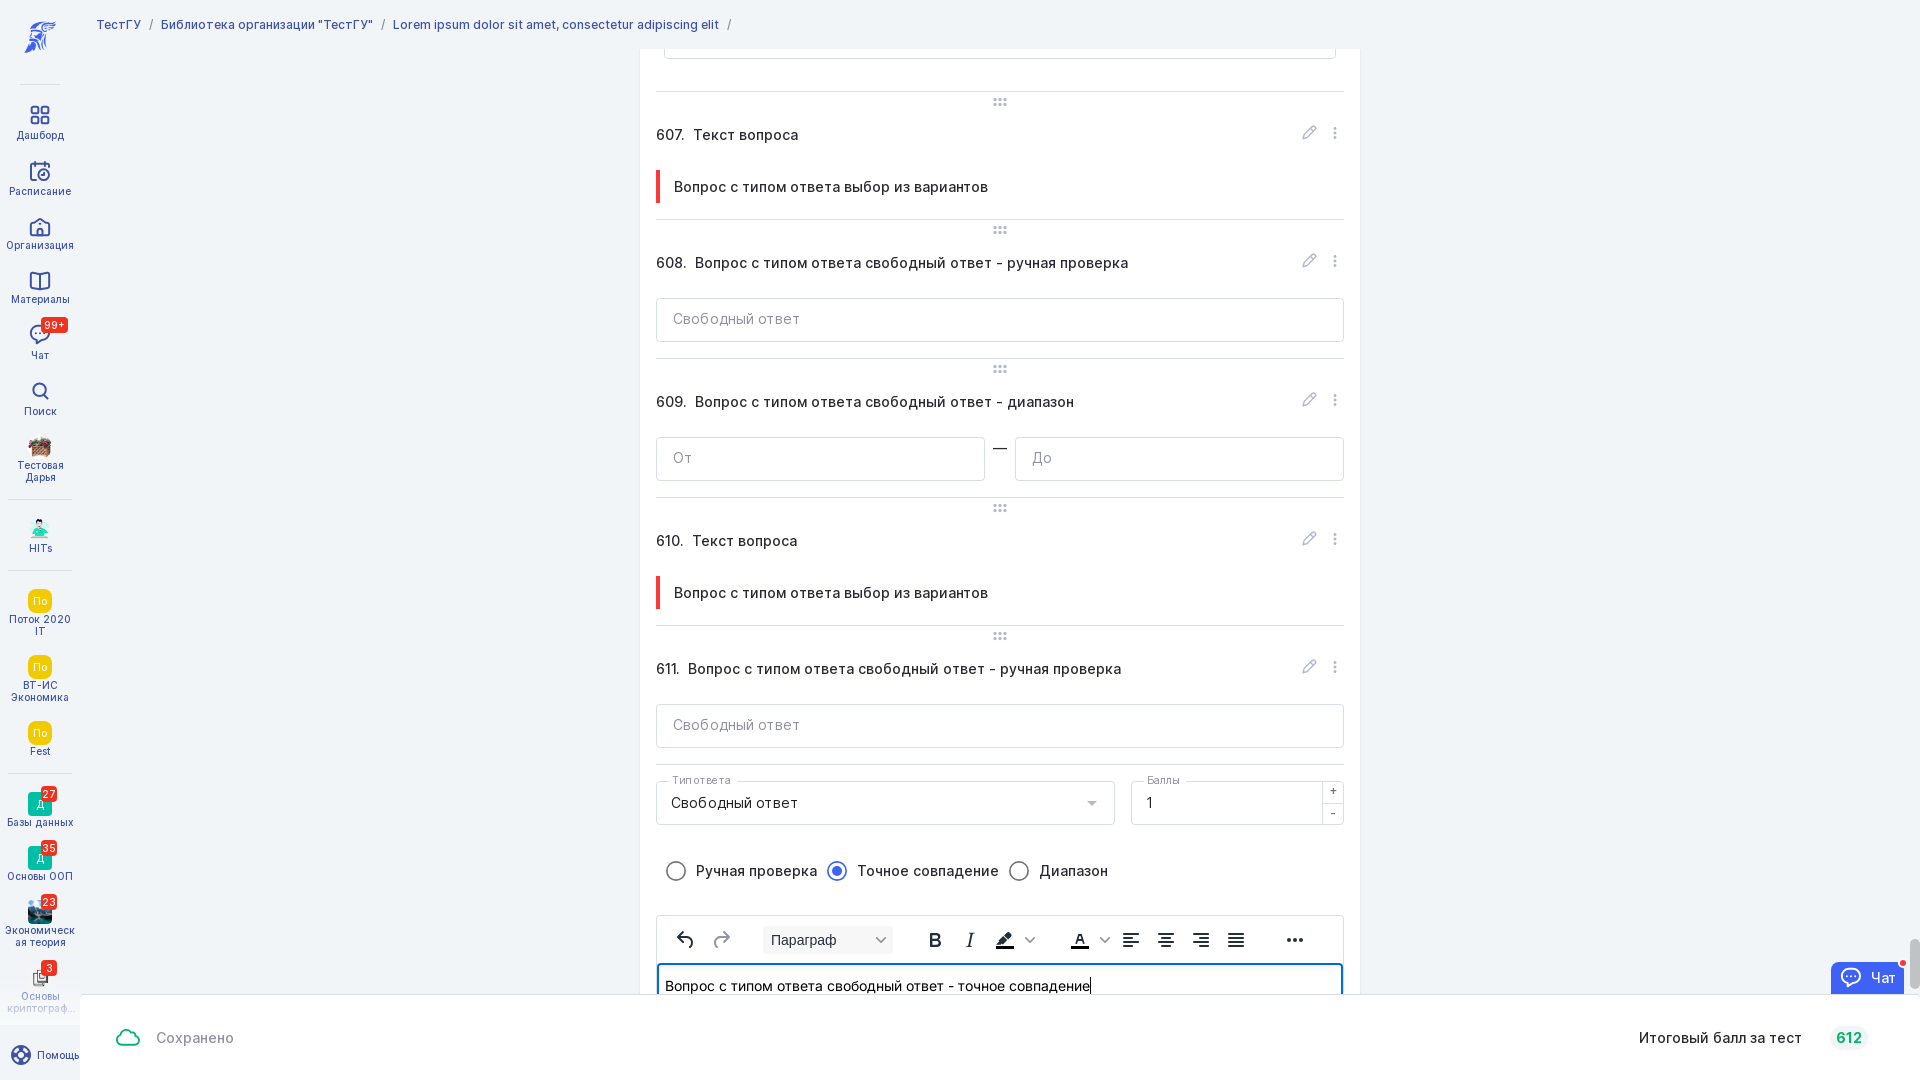 ТестГУ / Библиотека организации "ТестГУ" / Lorem ipsum dolor sit amet, consectetur adipiscing elit /
Дашборд
Расписание
Организация
Материалы
99+
Чат
Поиск
Тестовая
Дарья
HITs
По
Поток 2020
IT
По
ВТ-ИС
Экономика
По
Fest
27
Д
Базы данных
35
Д
Основы ООП
23
Экономическ
ая теория
3
Основы
криптограф...
Помощь
607. Текст вопроса
Вопрос с типом ответа выбор из вариантов
608. Вопрос с типом ответа свободный ответ - ручная проверка
Свободный ответ
609. Вопрос с типом ответа свободный ответ - диапазон
От — До
610. Текст вопроса
Вопрос с типом ответа выбор из вариантов
611. Вопрос с типом ответа свободный ответ - ручная проверка
Свободный ответ
Тип ответа
Свободный ответ
Баллы
1
+
-
Ручная проверка Точное совпадение Диапазон
Параграф B I A
Вопрос с типом ответа свободный ответ - точное совпадение
Чат
Сохранено
Итоговый балл за тест 612